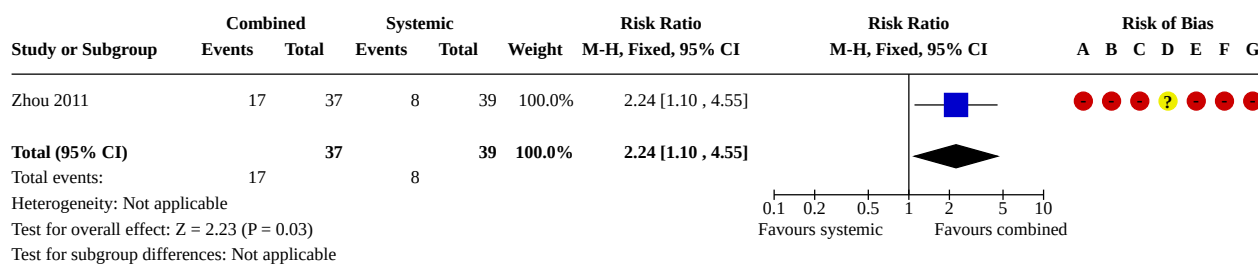 Combined Systemic Risk Ratio Risk Ratio Risk of Bias
Study or Subgroup Events Total Events Total Weight M-H, Fixed, 95% CI M-H, Fixed, 95% CI A B C D E F G
Zhou 2011 17 37 8 39 100.0% 2.24 [1.10 , 4.55] - - - ? - - -
Total (95% CI) 37 39 100.0% 2.24 [1.10 , 4.55]
Total events: 17 8
Heterogeneity: Not applicable 0.1 0.2 0.5 1 2 5 10
Test for overall effect: Z = 2.23 (P = 0.03) Favours systemic Favours combined
Test for subgroup differences: Not applicable